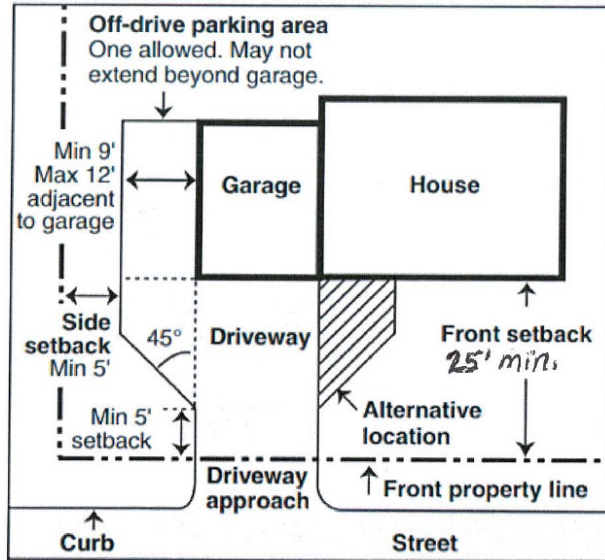 Off-drive parking area
One allowed. May not
extend beyond garage.
Min 9'
Max 12'
adjacent
to garage
Garage
House
Side
setback
Min 5'
45°
Driveway
Front setback
25' min.
Min 5'
setback
Alternative
location
Driveway
approach
Front property line
Curb
Street